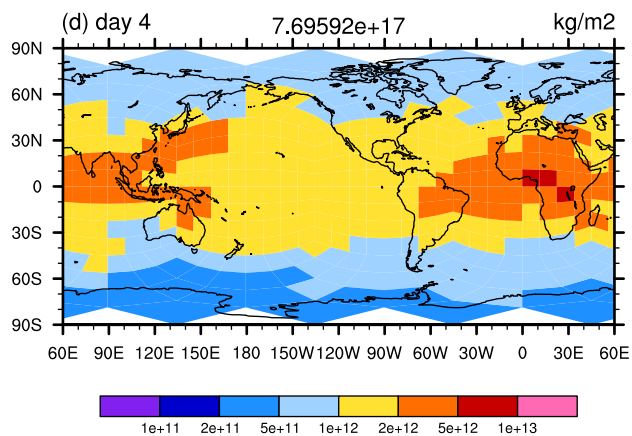 (d) day 4 7.69592e+17 kg/m2
90N
60N
30N
0
30S
60S
90S
60E 90E 120E 150E 180 150W 120W 90W 60W 30W 0 30E 60E
1e+11 2e+11 5e+11 1e+12 2e+12 5e+12 1e+13